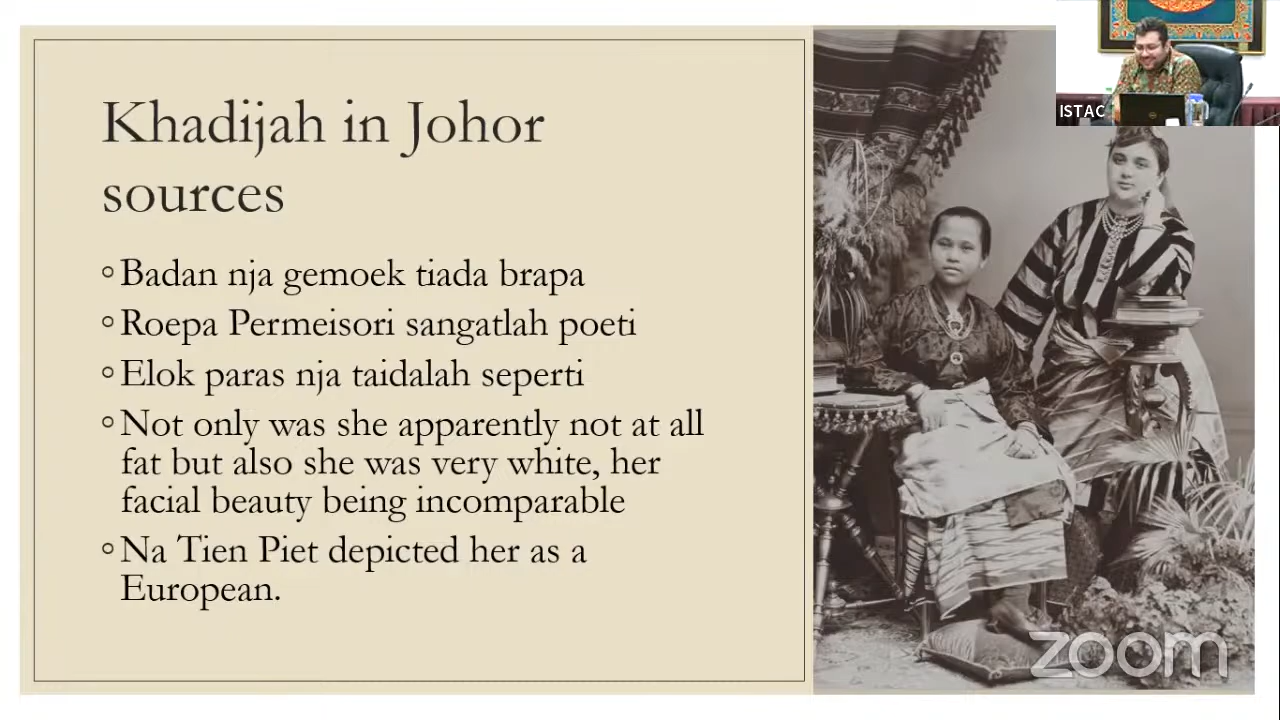 Khadijah in Johor
sources
Badan nja gemoek tiada brapa
Roepa Permeisori sangatlah poeti
Elok paras nja taidalah seperti
Not only was she apparently not at all
fat but also she was very white, her
facial beauty being incomparable
Na Tien Piet depicted her as a
European.
ISTAC
zoom